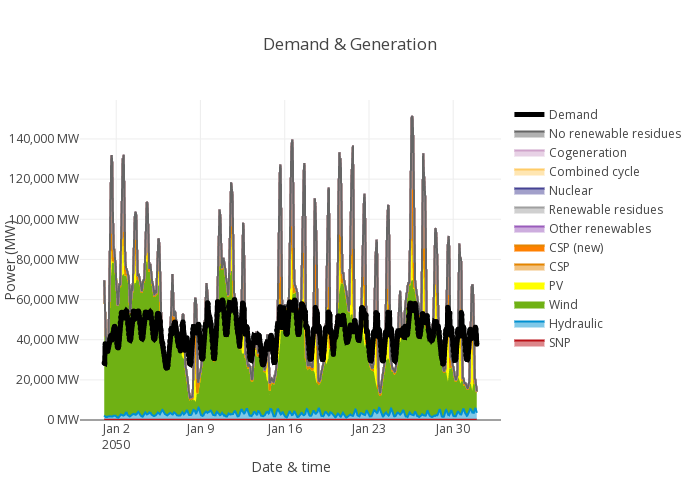 Demand & Generation
140,000 MW
120,000 MW
100,000 MW
80,000 MW
60,000 MW
40,000 MW
20,000 MW
0 MW
Power (MW)
Jan 2
2050
Jan 9
Jan 16
Jan 23
Jan 30
Date & time
Demand
No renewable residues
Cogeneration
Combined cycle
Nuclear
Renewable residues
Other renewables
CSP (new)
CSP
PV
Wind
Hydraulic
SNP